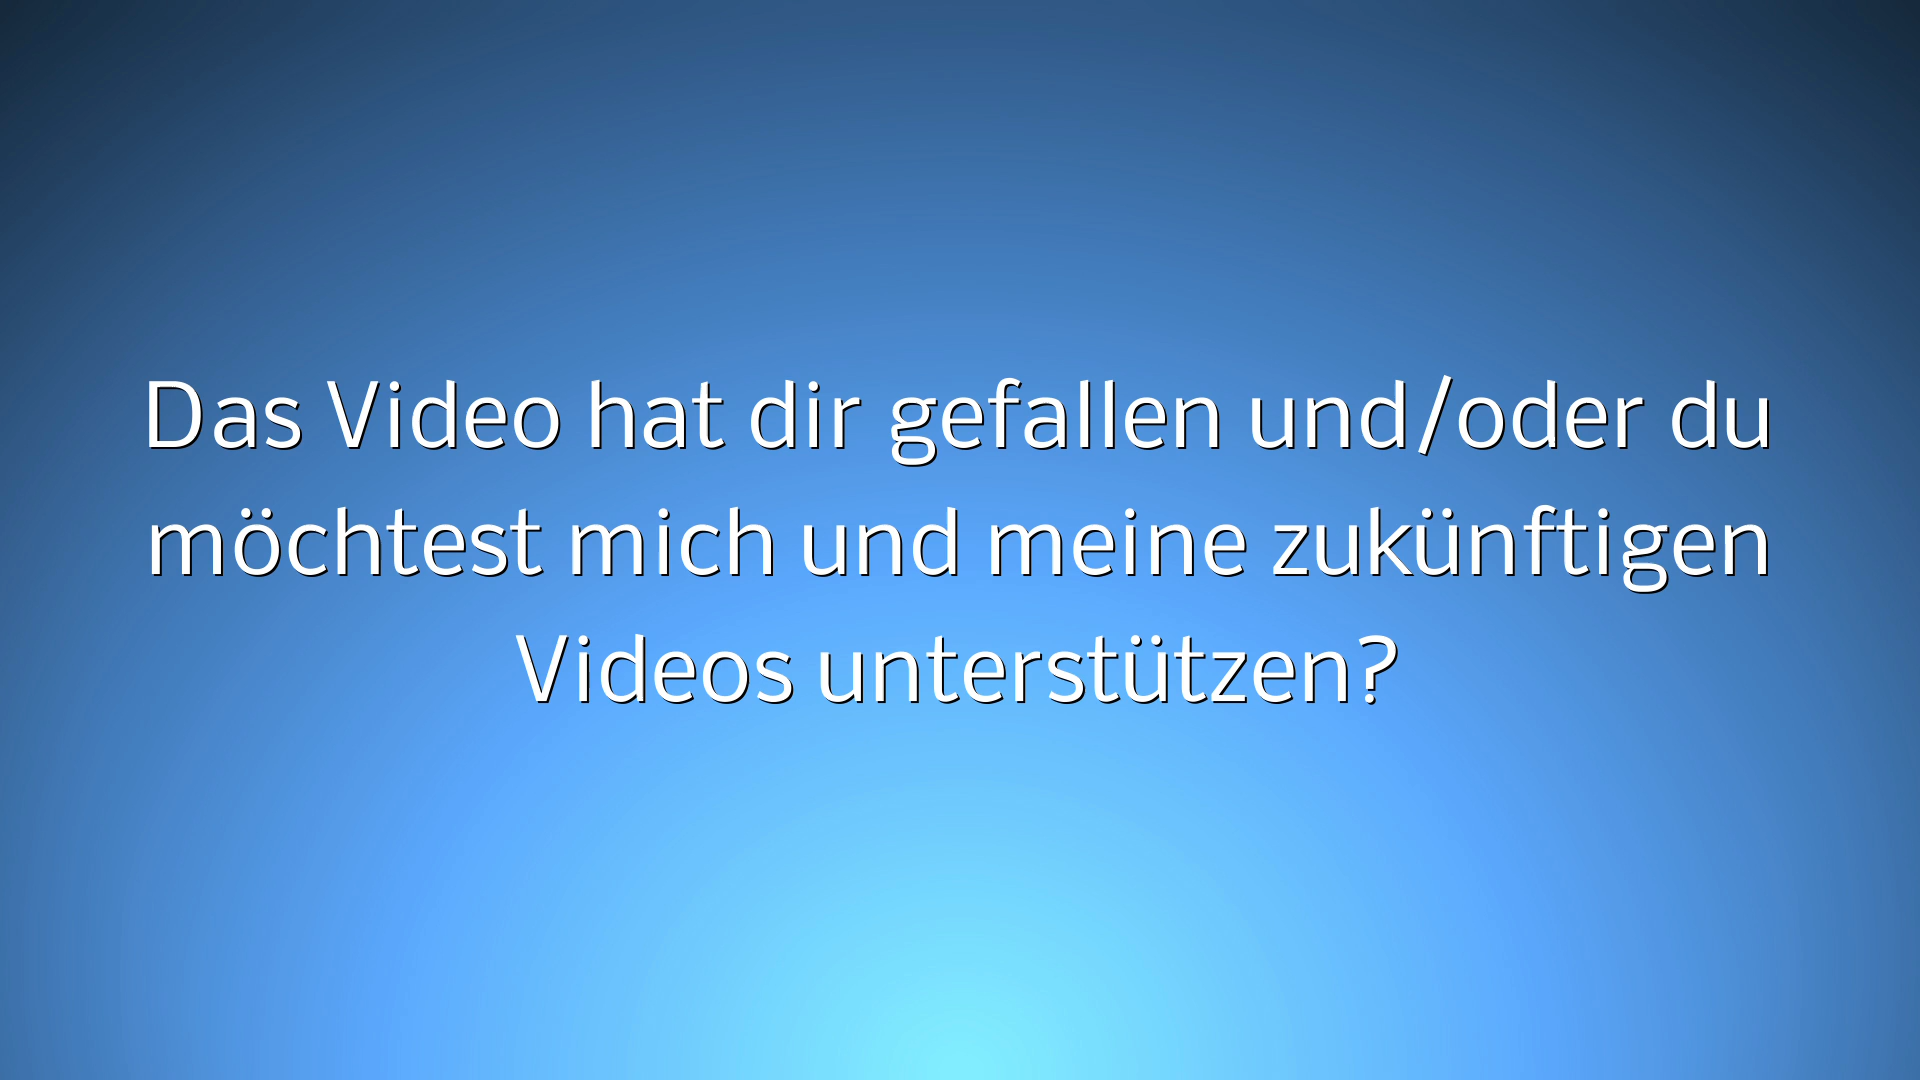 Das Video hat dir gefallen und/oder du
möchtest mich und meine zukünftigen
Videos unterstützen?